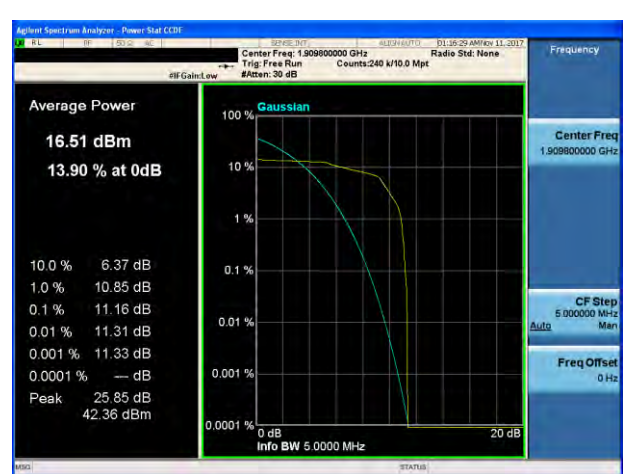 Agilent Spectrum Analyzer - Power Stat CCDF
RL RF 50 Ω AC SENSE:INT ALIGN AUTO 01:16:29 AM Nov 11, 2017
Center Freq: 1.909800000 GHz Radio Std: None
Trig: Free Run Counts:240 k/10.0 Mpt
#IFGain:Low #Atten: 30 dB
Frequency
Average Power
16.51 dBm
13.90 % at 0dB
10.0 % 6.37 dB
1.0 % 10.85 dB
0.1 % 11.16 dB
0.01 % 11.31 dB
0.001 % 11.33 dB
0.0001 % --- dB
Peak 25.85 dB
42.36 dBm
Gaussian
100 %
10 %
1 %
0.1 %
0.01 %
0.001 %
0.0001 %
0 dB 20 dB
Info BW 5.0000 MHz
Center Freq
1.909800000 GHz
CF Step
5.000000 MHz
Auto Man
Freq Offset
0 Hz
MSG STATUS